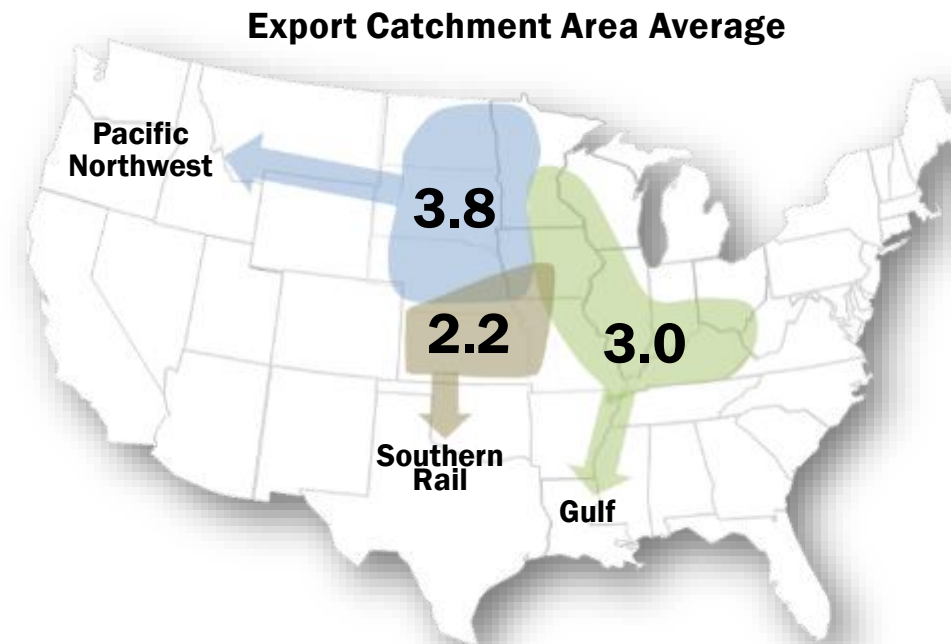 Export Catchment Area Average
Pacific
Northwest
3.8
2.2
3.0
Southern
Rail
Gulf